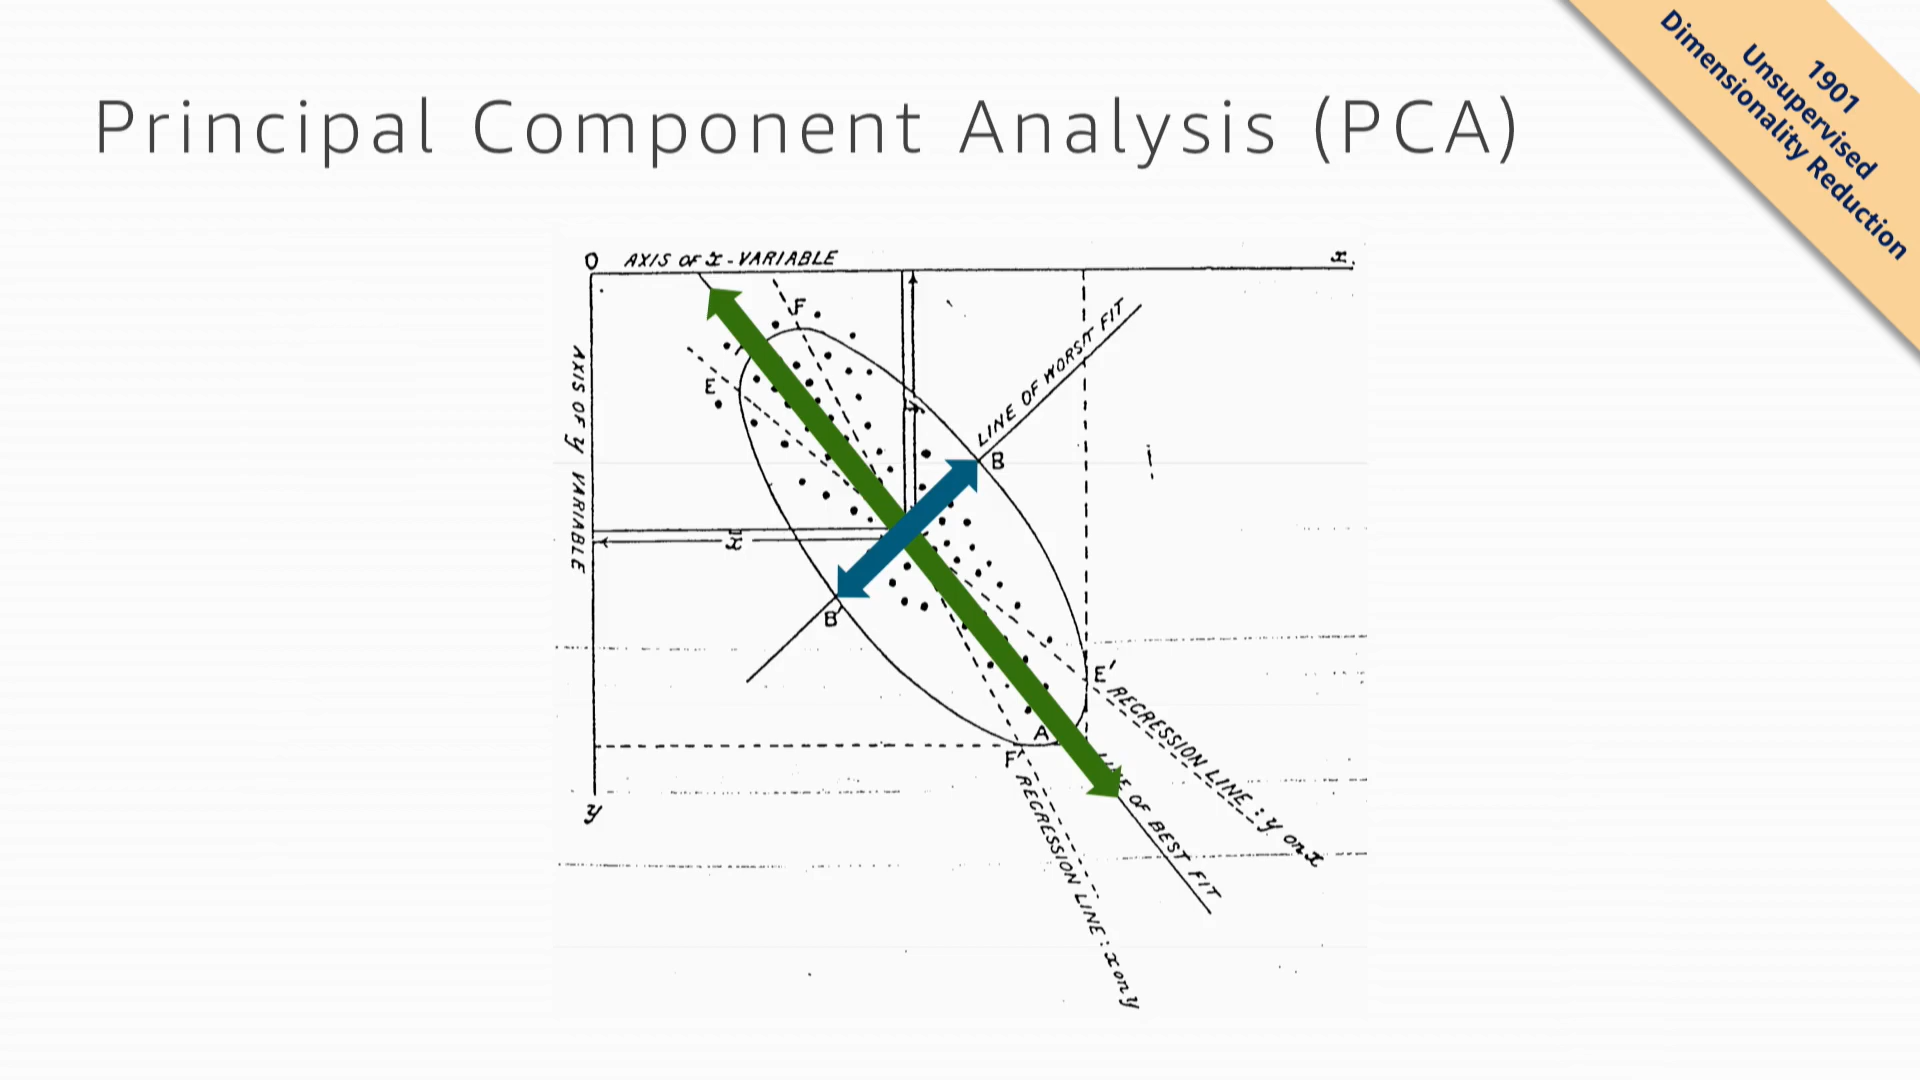 Principal Component Analysis (PCA)
1901
Unsupervised
Dimensionality Reduction
O AXIS OF X-VARIABLE x.
AXIS OF y VARIABLE
F
E
LINE OF WORST FIT
B
x̄
B'
E'
A
F'
REGRESSION LINE: y on x
OF BEST FIT
REGRESSION LINE: x on y
y